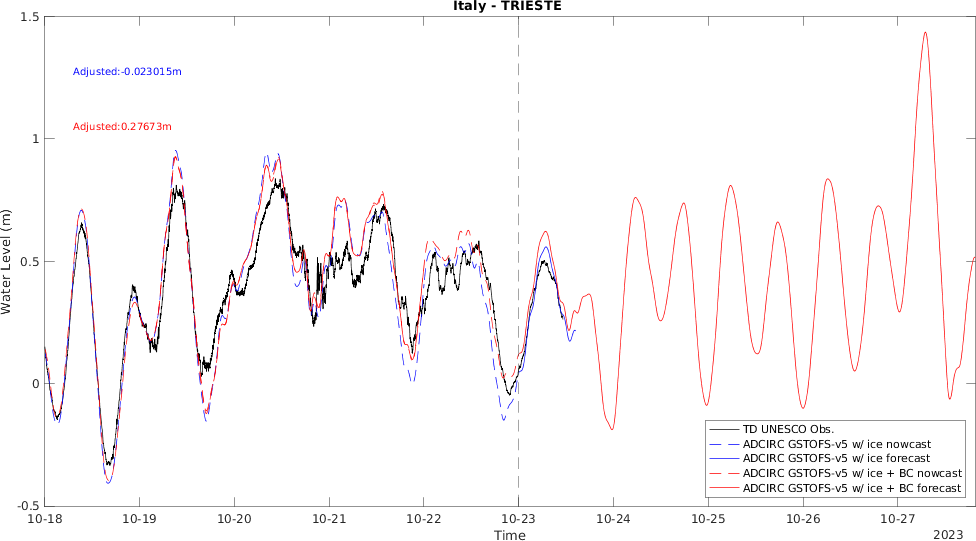 Italy - TRIESTE
1.5
Adjusted:-0.023015m
Adjusted:0.27673m
1
0.5
0
-0.5
Water Level (m)
TD UNESCO Obs.
ADCIRC GSTOFS-v5 w/ ice nowcast
ADCIRC GSTOFS-v5 w/ ice forecast
ADCIRC GSTOFS-v5 w/ ice + BC nowcast
ADCIRC GSTOFS-v5 w/ ice + BC forecast
10-18 10-19 10-20 10-21 10-22 10-23 10-24 10-25 10-26 10-27
Time
2023